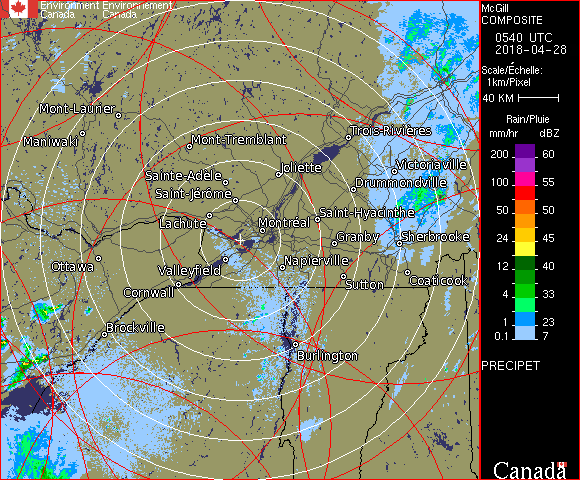 Environment Environnement
Canada Canada
McGill
COMPOSITE
0540 UTC
2018-04-28
Scale/Échelle:
1km/Pixel
40 KM
Rain/Pluie
mm/hr dBZ
200 60
100 55
50 50
24 45
12 40
4 33
2 28
1 23
0.1 7
PRECIPET
Canada
Mont-Laurier
Maniwaki
Mont-Tremblant
Trois-Rivières
Joliette
Victoriaville
Sainte-Adèle
Drummondville
Saint-Jérôme
Saint-Hyacinthe
Lachute
Montréal
Granby
Sherbrooke
Ottawa
Valleyfield
Napierville
Cornwall
Sutton
Coaticook
Brockville
Burlington